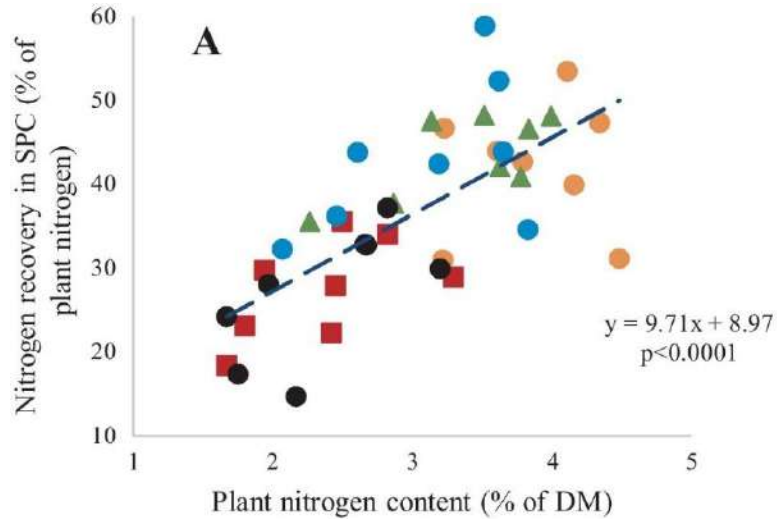 A
60
50
40
30
20
10
Nitrogen recovery in SPC (% of
plant nitrogen)
y = 9.71x + 8.97
p<0.0001
1 2 3 4 5
Plant nitrogen content (% of DM)